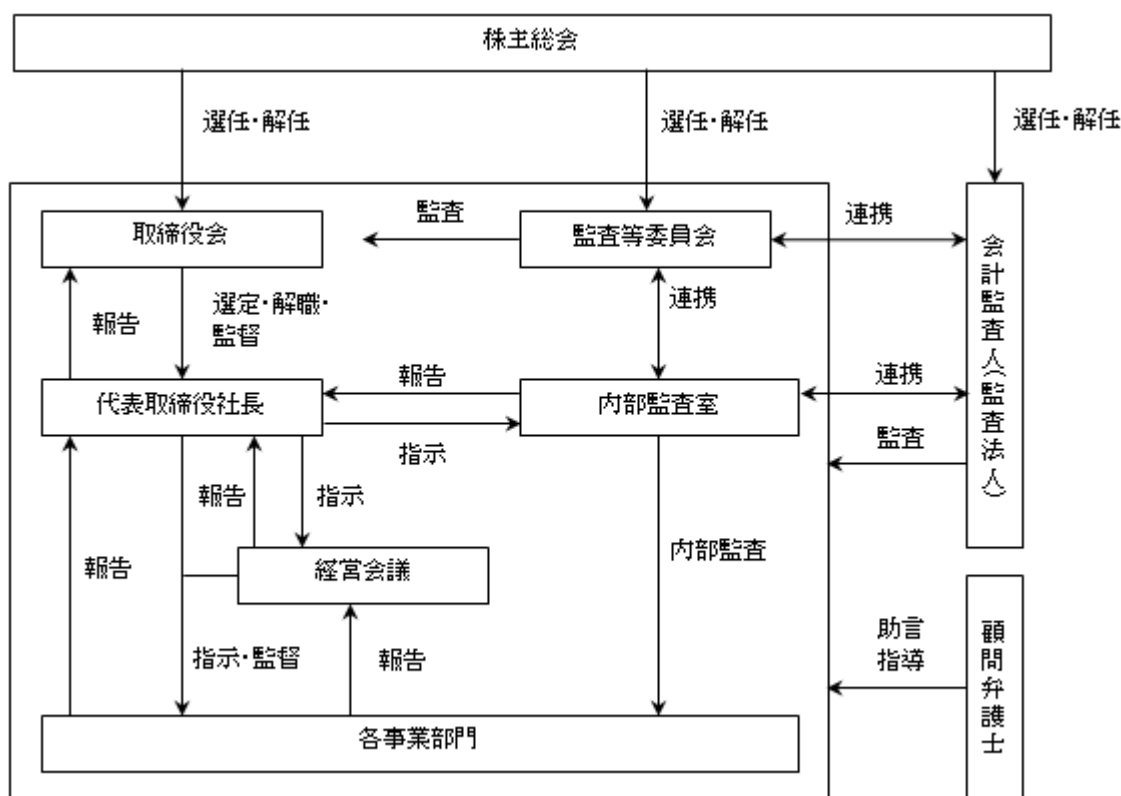 株主総会
選任・解任
選任・解任
選任・解任
取締役会
監査
監査等委員会
連携
会計監査人(監査法人)
報告
選定・解職・
監督
連携
代表取締役社長
報告
指示
内部監査室
連携
監査
報告
報告
指示
経営会議
内部監査
指示・監督
報告
助言
指導
顧問弁護士
各事業部門